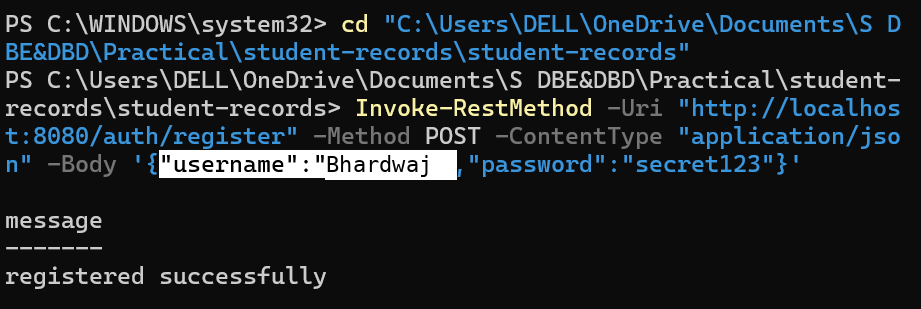 PS C:\WINDOWS\system32> cd "C:\Users\DELL\OneDrive\Documents\S D
BE&DBD\Practical\student-records\student-records"
PS C:\Users\DELL\OneDrive\Documents\S DBE&DBD\Practical\student-
records\student-records> Invoke-RestMethod -Uri "http://localhos
t:8080/auth/register" -Method POST -ContentType "application/jso
n" -Body '{"username":"Bhardwaj ,"password":"secret123"}'
message
-------
registered successfully